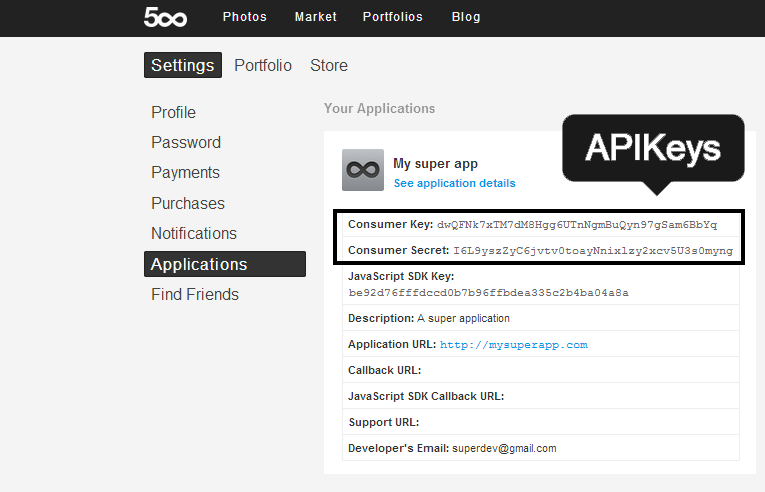 500
Photos Market Portfolios Blog
Settings Portfolio Store
Profile
Password
Payments
Purchases
Notifications
Applications
Find Friends
Your Applications
APIKeys
My super app
See application details
Consumer Key: dwQFNk7xTM7dM8Hgg6UTnNgmBuQyn97gSam6BbYq
Consumer Secret: I6L9yszZyC6jvtv0toayNnixlzy2xcv5U3s0myng
JavaScript SDK Key:
be92d76fffdccd0b7b96ffbdea335c2b4ba04a8a
Description: A super application
Application URL: http://mysuperapp.com
Callback URL:
JavaScript SDK Callback URL:
Support URL:
Developer's Email: superdev@gmail.com